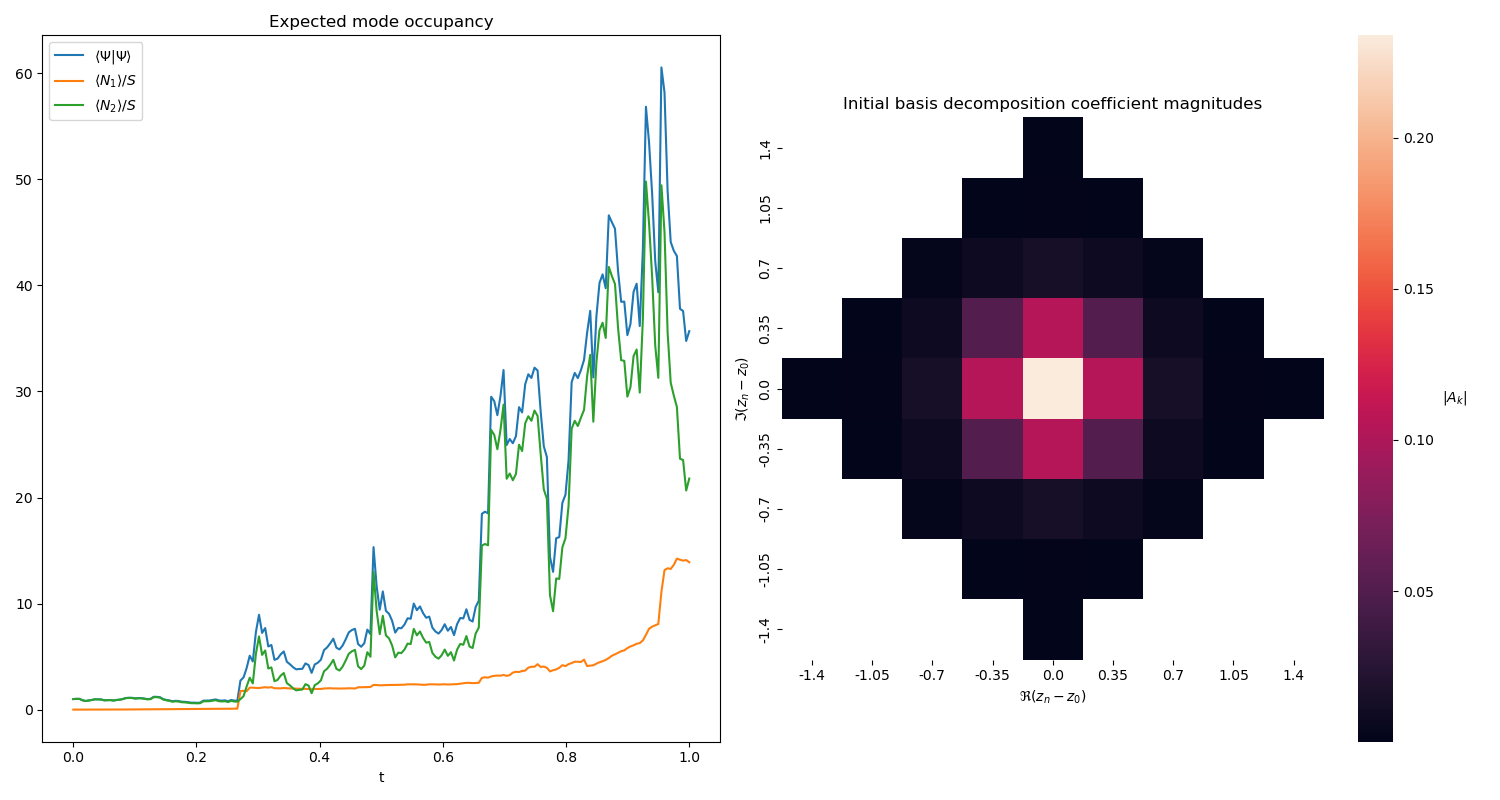 Expected mode occupancy
⟨Ψ|Ψ⟩
⟨N₁⟩/S
⟨N₂⟩/S
60
50
40
30
20
10
0
0.0 0.2 0.4 0.6 0.8 1.0
t
Initial basis decomposition coefficient magnitudes
1.4
1.05
0.7
0.35
0.0
-0.35
-0.7
-1.05
-1.4
ℑ(zₙ − z₀)
-1.4 -1.05 -0.7 -0.35 0.0 0.35 0.7 1.05 1.4
ℜ(zₙ − z₀)
0.20
0.15
0.10
0.05
|Aₖ|